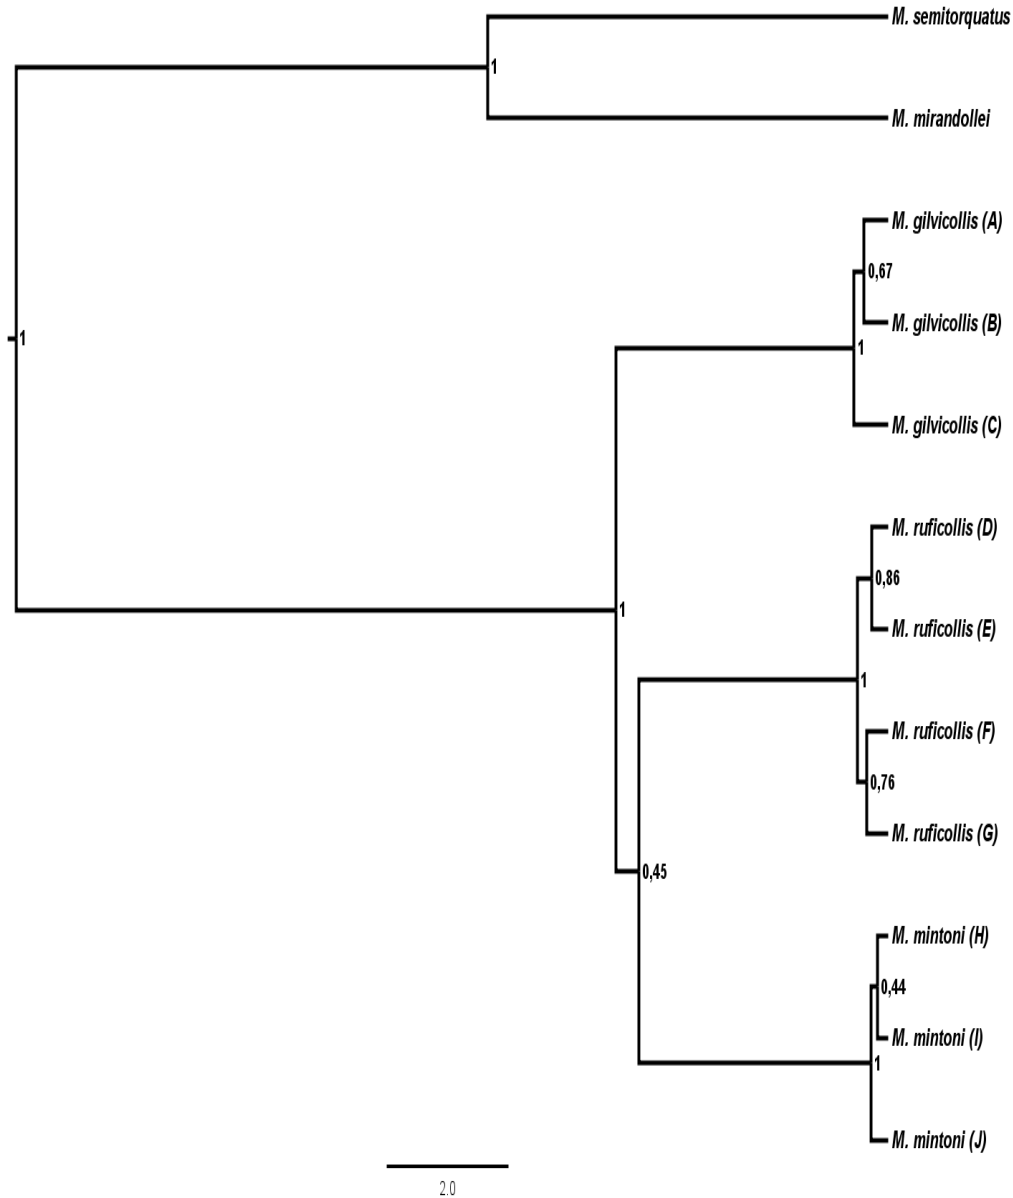 M. semitorquatus
1
M. mirandollei
M. gilvicollis (A)
0,67
M. gilvicollis (B)
1
1
M. gilvicollis (C)
M. ruficollis (D)
0,86
1
M. ruficollis (E)
1
M. ruficollis (F)
0,76
M. ruficollis (G)
0,45
M. mintoni (H)
0,44
M. mintoni (I)
1
M. mintoni (J)
2.0